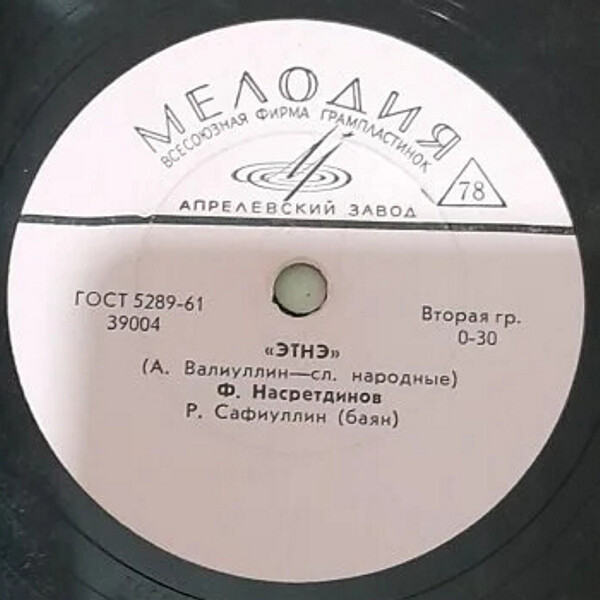 МЕЛОДИЯ
ВСЕСОЮЗНАЯ ФИРМА ГРАМПЛАСТИНОК
АПРЕЛЕВСКИЙ ЗАВОД
78
ГОСТ 5289-61
39004
Вторая гр.
0-30
«ЭТНЭ»
(А. Валиуллин—сл. народные)
Ф. Насретдинов
Р. Сафиуллин (баян)